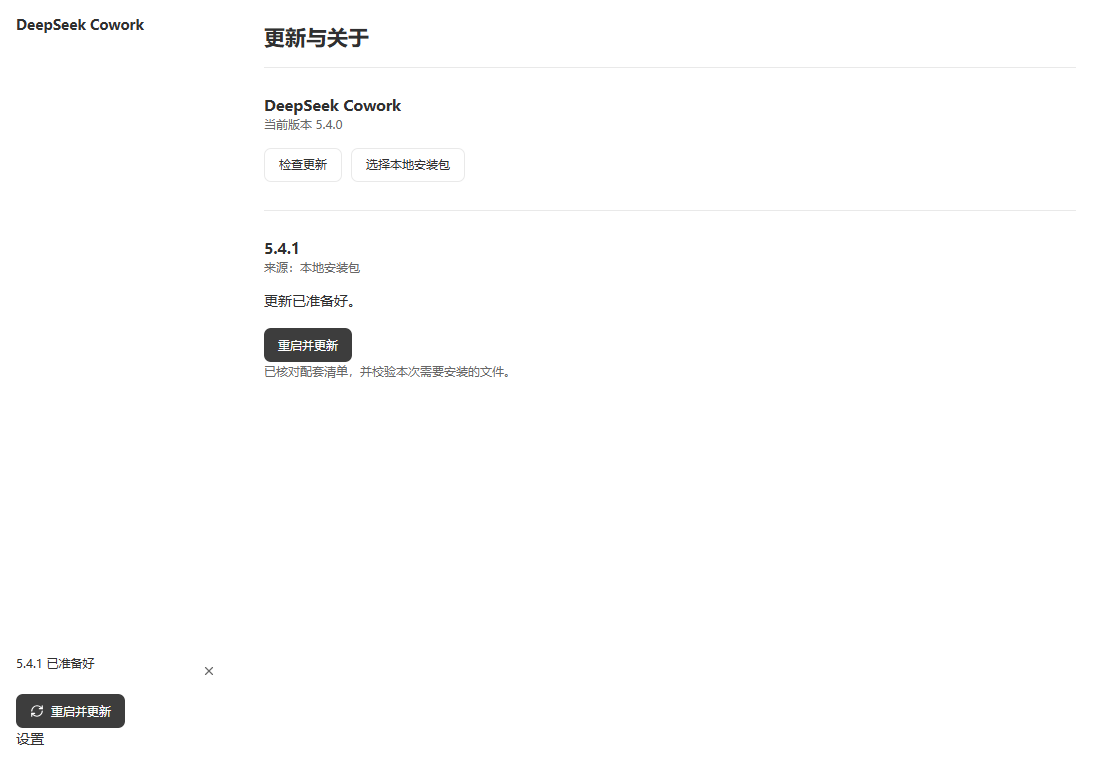 DeepSeek Cowork
更新与关于
DeepSeek Cowork
当前版本 5.4.0
检查更新
选择本地安装包
5.4.1
来源：本地安装包
更新已准备好。
重启并更新
已核对配套清单，并校验本次需要安装的文件。
5.4.1 已准备好
重启并更新
设置